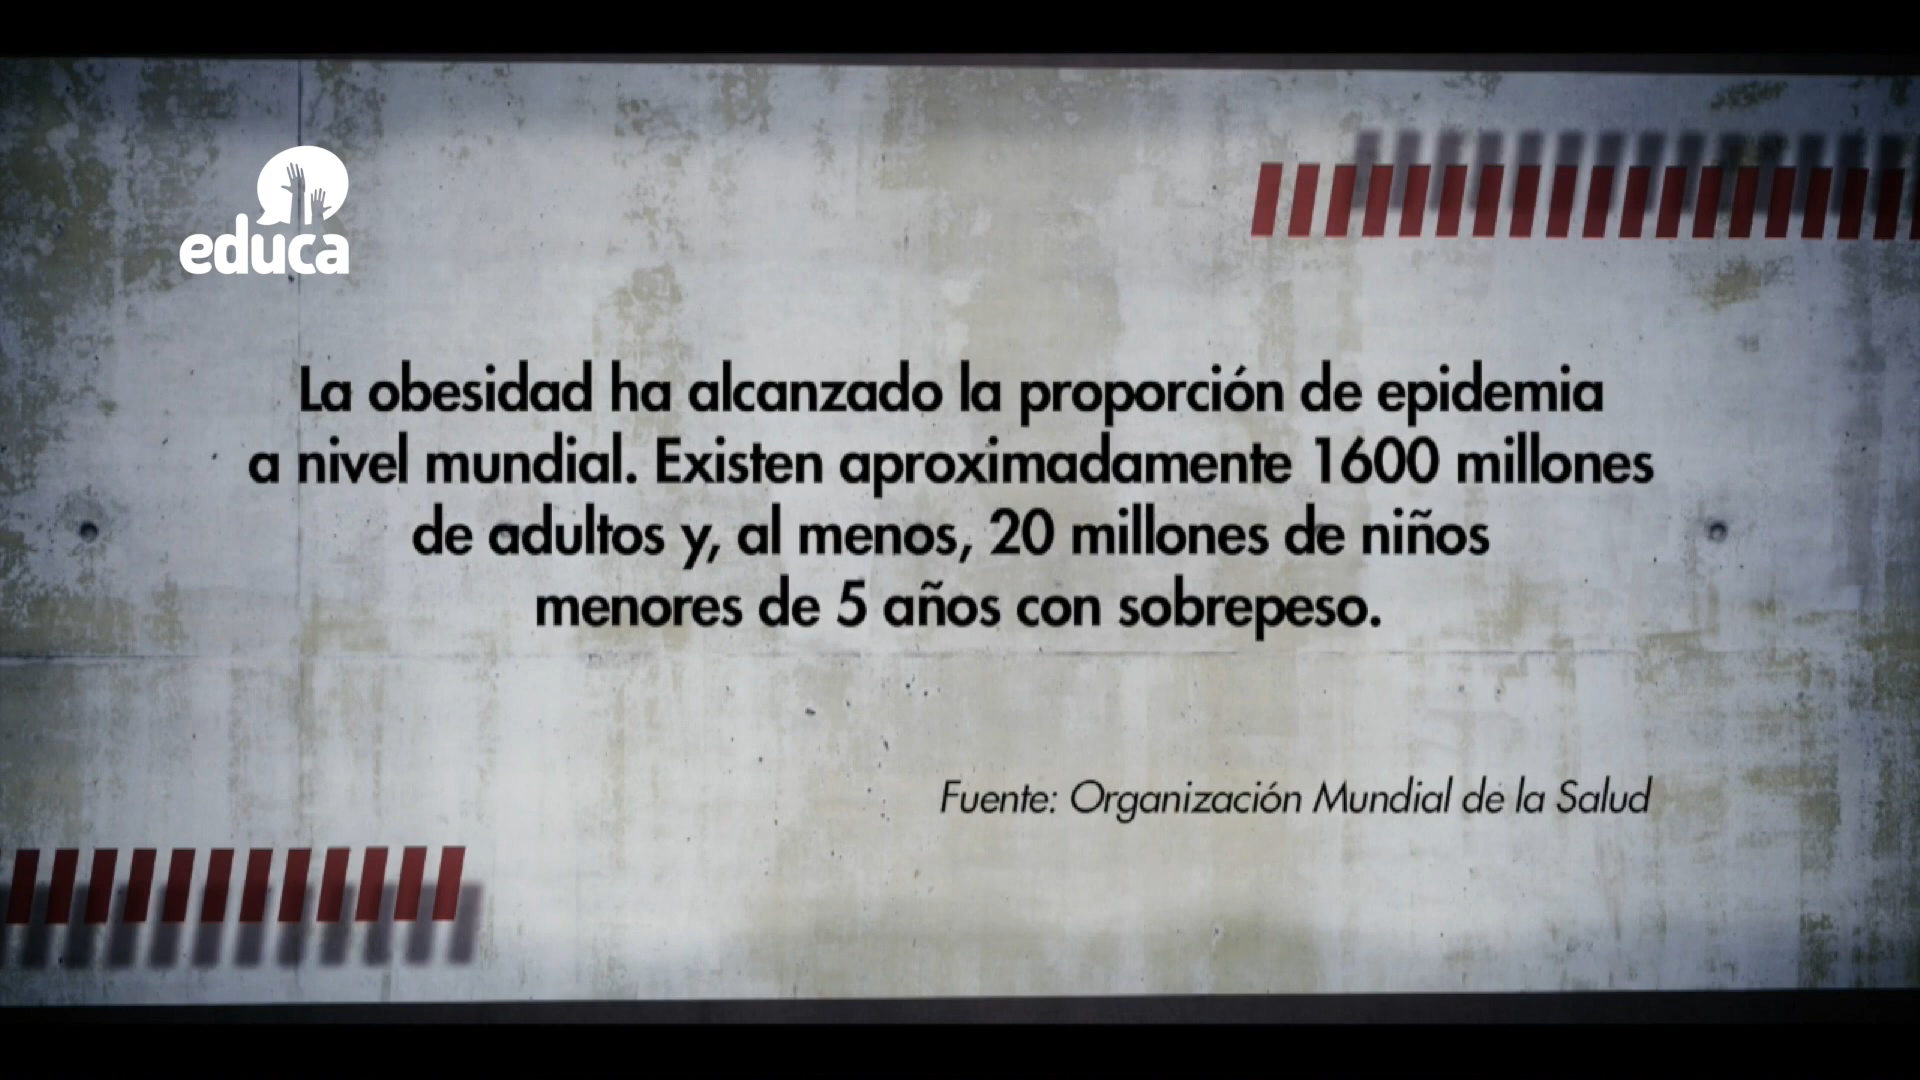 educa
La obesidad ha alcanzado la proporción de epidemia
a nivel mundial. Existen aproximadamente 1600 millones
de adultos y, al menos, 20 millones de niños
menores de 5 años con sobrepeso.
Fuente: Organización Mundial de la Salud